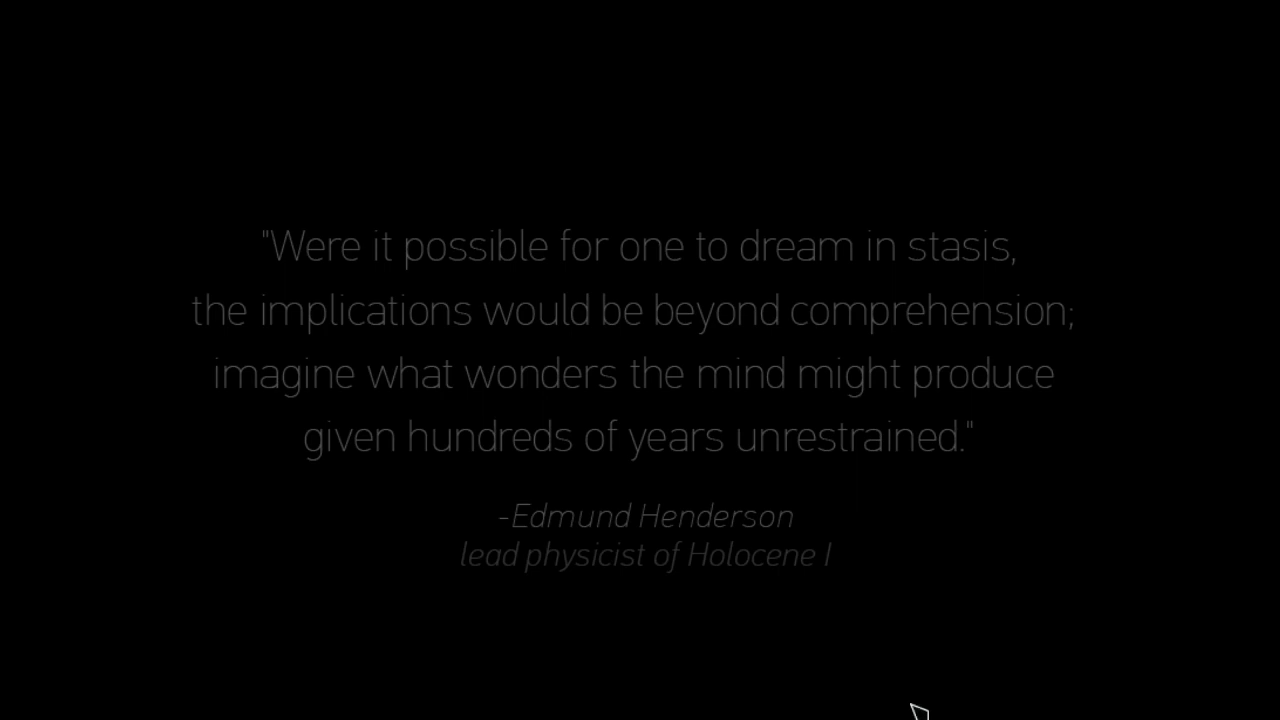 "Were it possible for one to dream in stasis,
the implications would be beyond comprehension;
imagine what wonders the mind might produce
given hundreds of years unrestrained."
-Edmund Henderson
lead physicist of Holocene I